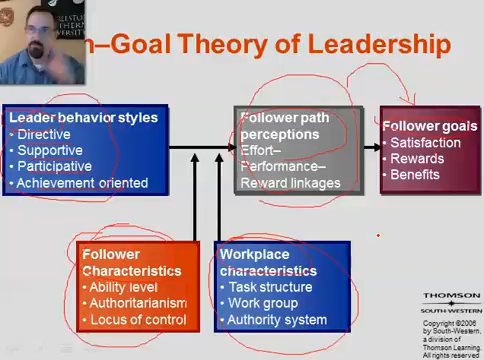 –Goal Theory of Leadership
Leader behavior styles
• Directive
• Supportive
• Participative
• Achievement oriented
Follower path
perceptions
Effort–
Performance–
Reward linkages
Follower goals
• Satisfaction
• Rewards
• Benefits
Follower
Characteristics
• Ability level
• Authoritarianism
• Locus of control
Workplace
characteristics
• Task structure
• Work group
• Authority system
THOMSON
SOUTH-WESTERN
Copyright ©2006
by South-Western,
a division of
Thomson Learning.
All rights reserved